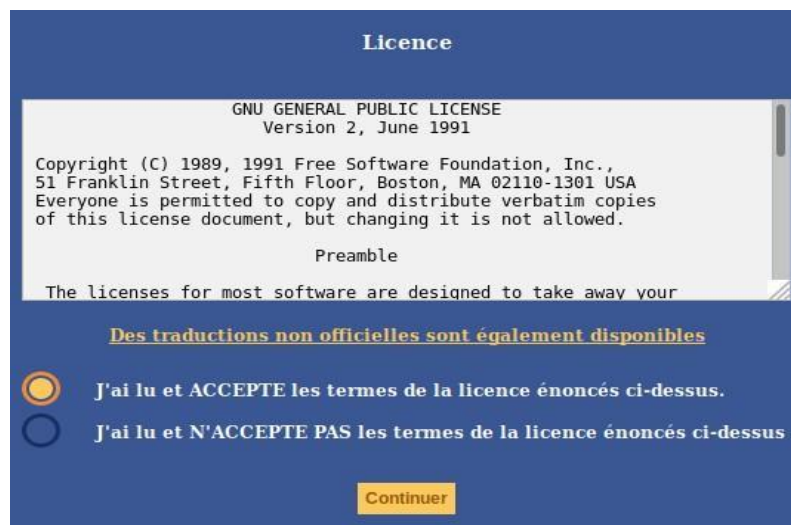 Licence
GNU GENERAL PUBLIC LICENSE
Version 2, June 1991
Copyright (C) 1989, 1991 Free Software Foundation, Inc.,
51 Franklin Street, Fifth Floor, Boston, MA 02110-1301 USA
Everyone is permitted to copy and distribute verbatim copies
of this license document, but changing it is not allowed.
Preamble
The licenses for most software are designed to take away your
Des traductions non officielles sont également disponibles
J'ai lu et ACCEPTE les termes de la licence énoncés ci-dessus.
J'ai lu et N'ACCEPTE PAS les termes de la licence énoncés ci-dessus
Continuer